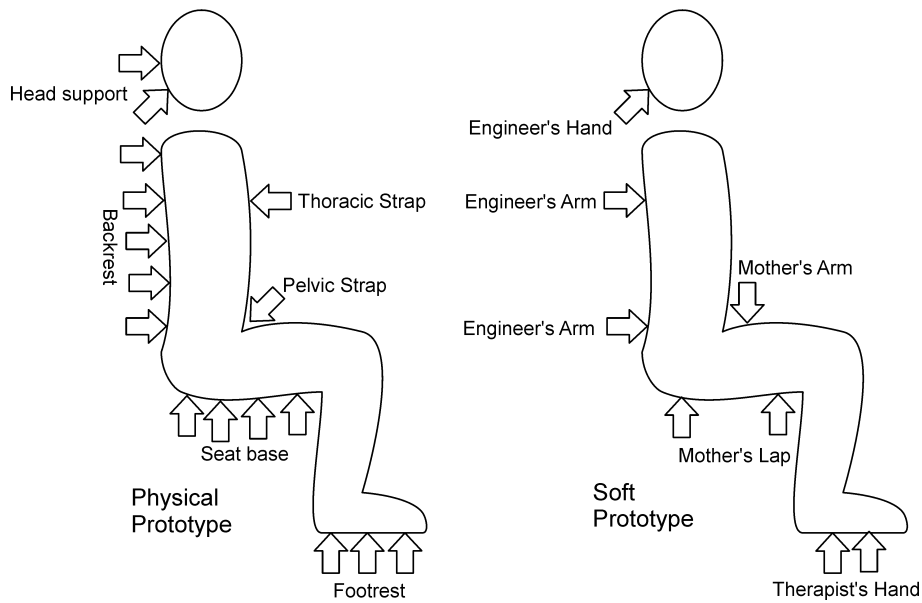 Head support
Backrest
Thoracic Strap
Pelvic Strap
Seat base
Physical
Prototype
Footrest
Engineer's Hand
Engineer's Arm
Mother's Arm
Engineer's Arm
Mother's Lap
Soft
Prototype
Therapist's Hand